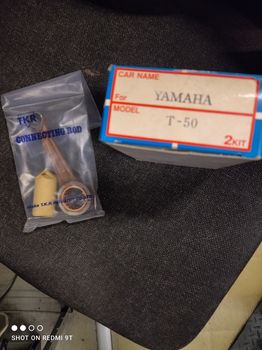 TKR
CONNECTING ROD
CAR NAME
For YAMAHA
MODEL
T-50
2KIT
SHOT ON REDMI 9T